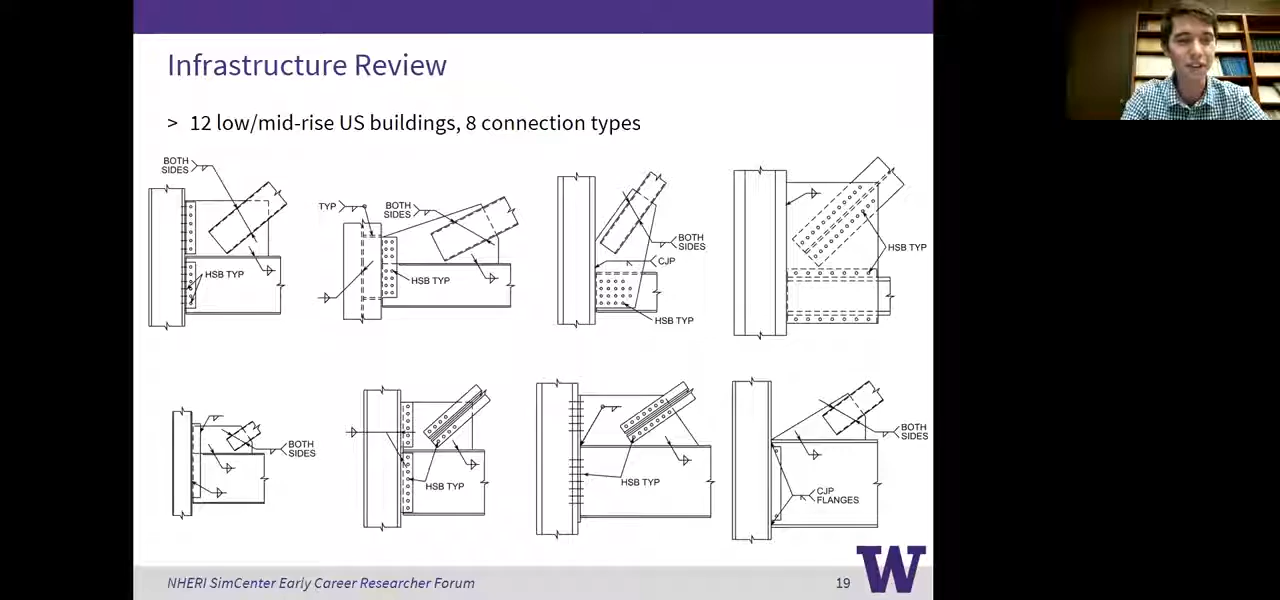 Infrastructure Review
> 12 low/mid-rise US buildings, 8 connection types
BOTH
SIDES
HSB TYP
TYP
BOTH
SIDES
HSB TYP
BOTH
SIDES
CJP
HSB TYP
HSB TYP
BOTH
SIDES
HSB TYP
HSB TYP
BOTH
SIDES
CJP
FLANGES
NHERI SimCenter Early Career Researcher Forum
19
W